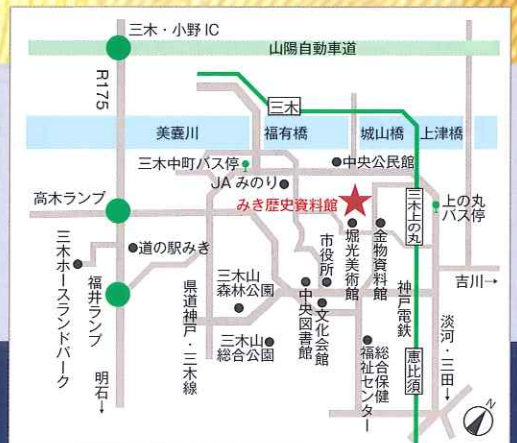 三木・小野IC
山陽自動車道
R175
三木
美嚢川
福有橋
城山橋
上津橋
三木中町バス停
中央公民館
JAみのり
みき歴史資料館
高木ランプ
三木上の丸
上の丸
バス停
道の駅みき
市役所
堀光美術館
金物資料館
吉川→
三木ホースランドパーク
福井ランプ
三木山
森林公園
県道神戸・三木線
中央図書館
文化会館
神戸電鉄
三木山
総合公園
総合保健
福祉センター
恵比須
淡河・三田→
明石→
N